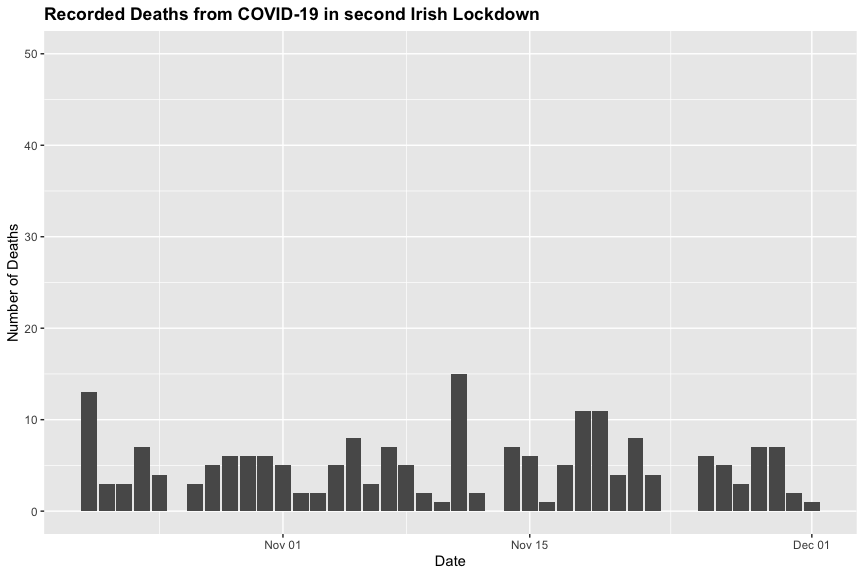 Recorded Deaths from COVID-19 in second Irish Lockdown
50
40
30
20
10
0
Number of Deaths
Nov 01
Nov 15
Dec 01
Date